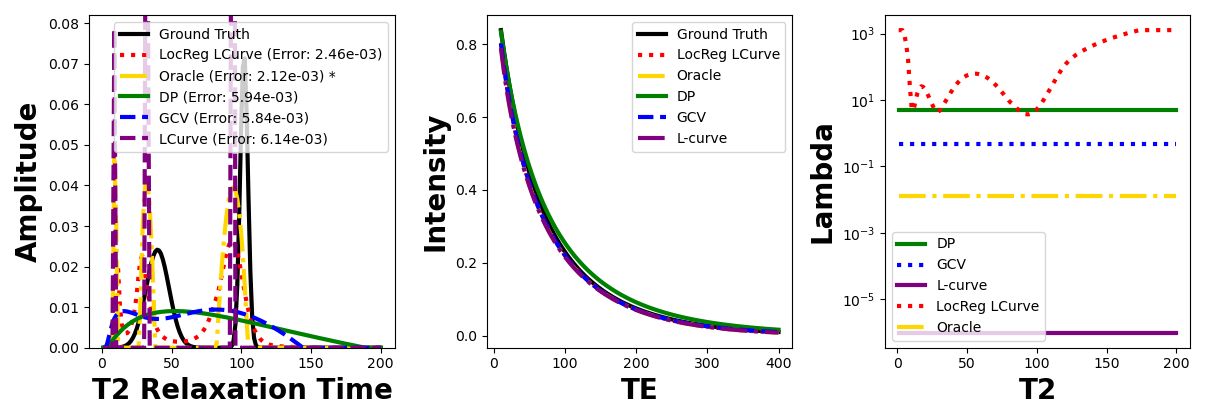 0.08
0.07
0.06
0.05
0.04
0.03
0.02
0.01
0.00
Amplitude
0
50
100
150
200
T2 Relaxation Time
Ground Truth
LocReg LCurve (Error: 2.46e-03)
Oracle (Error: 2.12e-03) *
DP (Error: 5.94e-03)
GCV (Error: 5.84e-03)
LCurve (Error: 6.14e-03)
0.8
0.6
0.4
0.2
0.0
Intensity
0
100
200
300
400
TE
Ground Truth
LocReg LCurve
Oracle
DP
GCV
L-curve
10³
10¹
10⁻¹
10⁻³
10⁻⁵
Lambda
0
50
100
150
200
T2
DP
GCV
L-curve
LocReg LCurve
Oracle